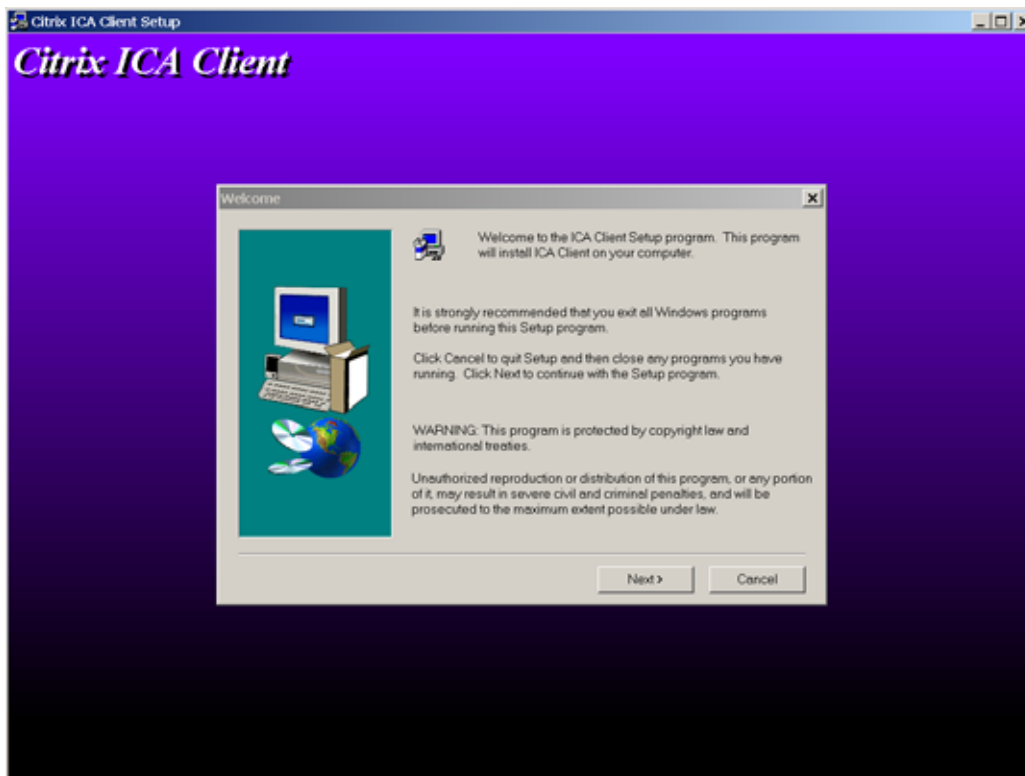 Citrix ICA Client Setup
Citrix ICA Client
Welcome
Welcome to the ICA Client Setup program. This program
will install ICA Client on your computer.
It is strongly recommended that you exit all Windows programs
before running this Setup program.
Click Cancel to quit Setup and then close any programs you have
running. Click Next to continue with the Setup program.
WARNING: This program is protected by copyright law and
international treaties.
Unauthorized reproduction or distribution of this program, or any portion
of it, may result in severe civil and criminal penalties, and will be
prosecuted to the maximum extent possible under law.
Next >
Cancel